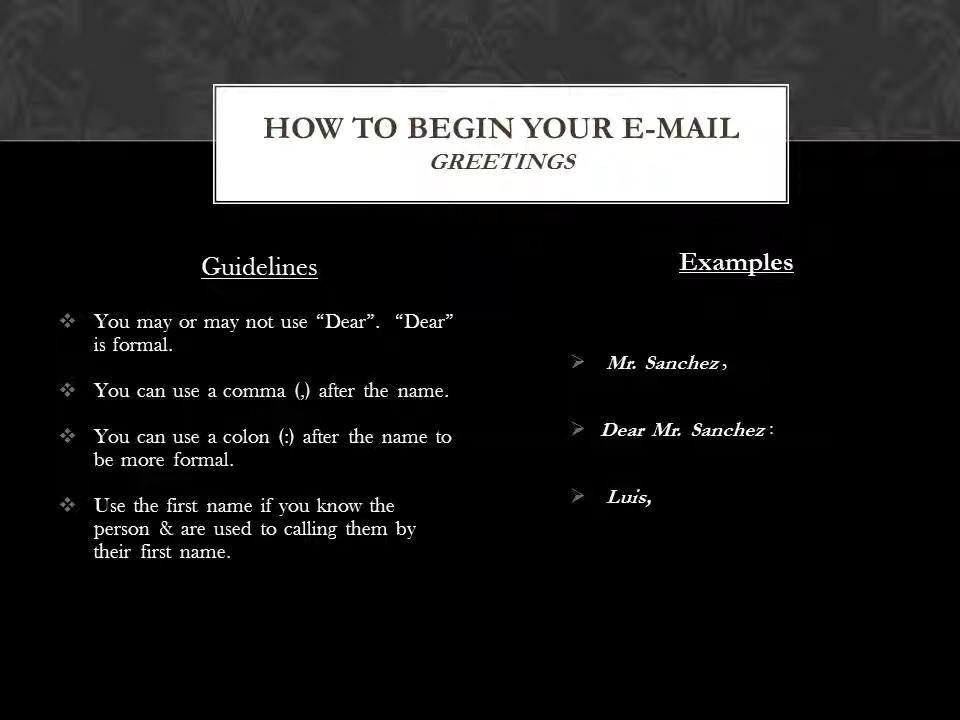 HOW TO BEGIN YOUR E-MAIL
GREETINGS
Guidelines
You may or may not use “Dear”. “Dear”
is formal.
You can use a comma (,) after the name.
You can use a colon (:) after the name to
be more formal.
Use the first name if you know the
person & are used to calling them by
their first name.
Examples
Mr. Sanchez ,
Dear Mr. Sanchez :
Luis,